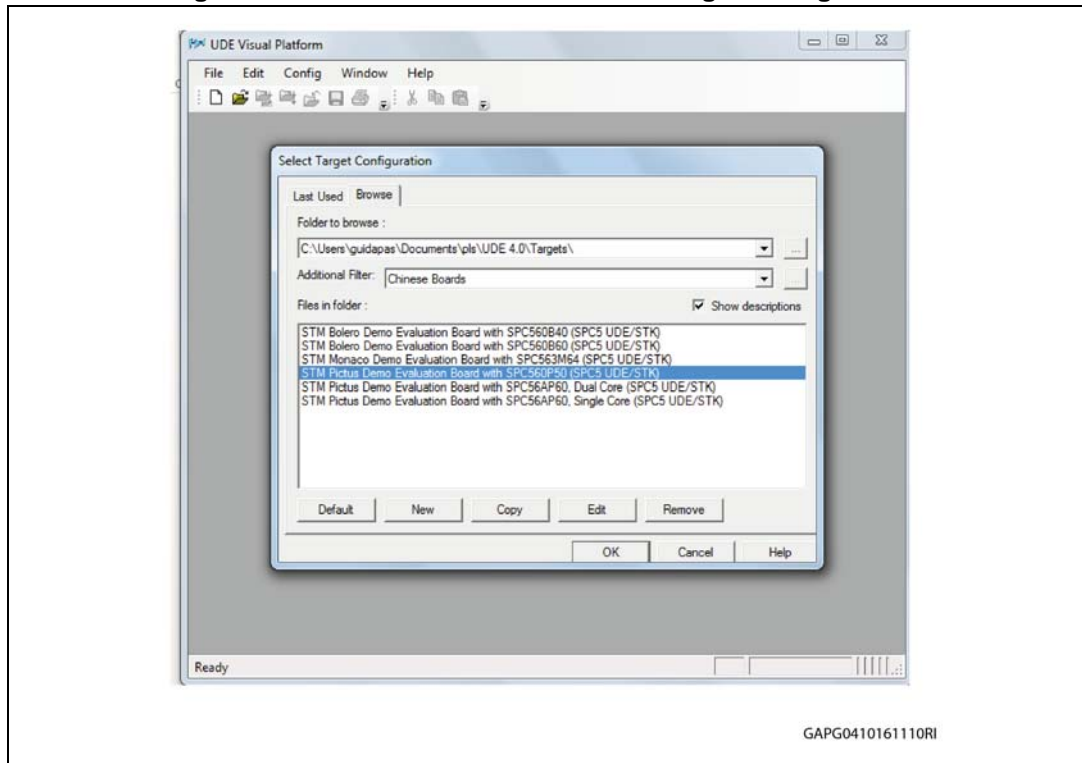 UDE Visual Platform
File Edit Config Window Help
Select Target Configuration
Last Used Browse
Folder to browse :
C:\Users\guidapas\Documents\pls\UDE 4.0\Targets\ ...
Additional Filter: Chinese Boards ...
Files in folder : Show descriptions
STM Bolero Demo Evaluation Board with SPC560B40 (SPC5 UDE/STK)
STM Bolero Demo Evaluation Board with SPC560B60 (SPC5 UDE/STK)
STM Monaco Demo Evaluation Board with SPC563M64 (SPC5 UDE/STK)
STM Pictus Demo Evaluation Board with SPC560P50 (SPC5 UDE/STK)
STM Pictus Demo Evaluation Board with SPC56AP60, Dual Core (SPC5 UDE/STK)
STM Pictus Demo Evaluation Board with SPC56AP60, Single Core (SPC5 UDE/STK)
Default New Copy Edit Remove
OK Cancel Help
Ready
GAPG0410161110RI